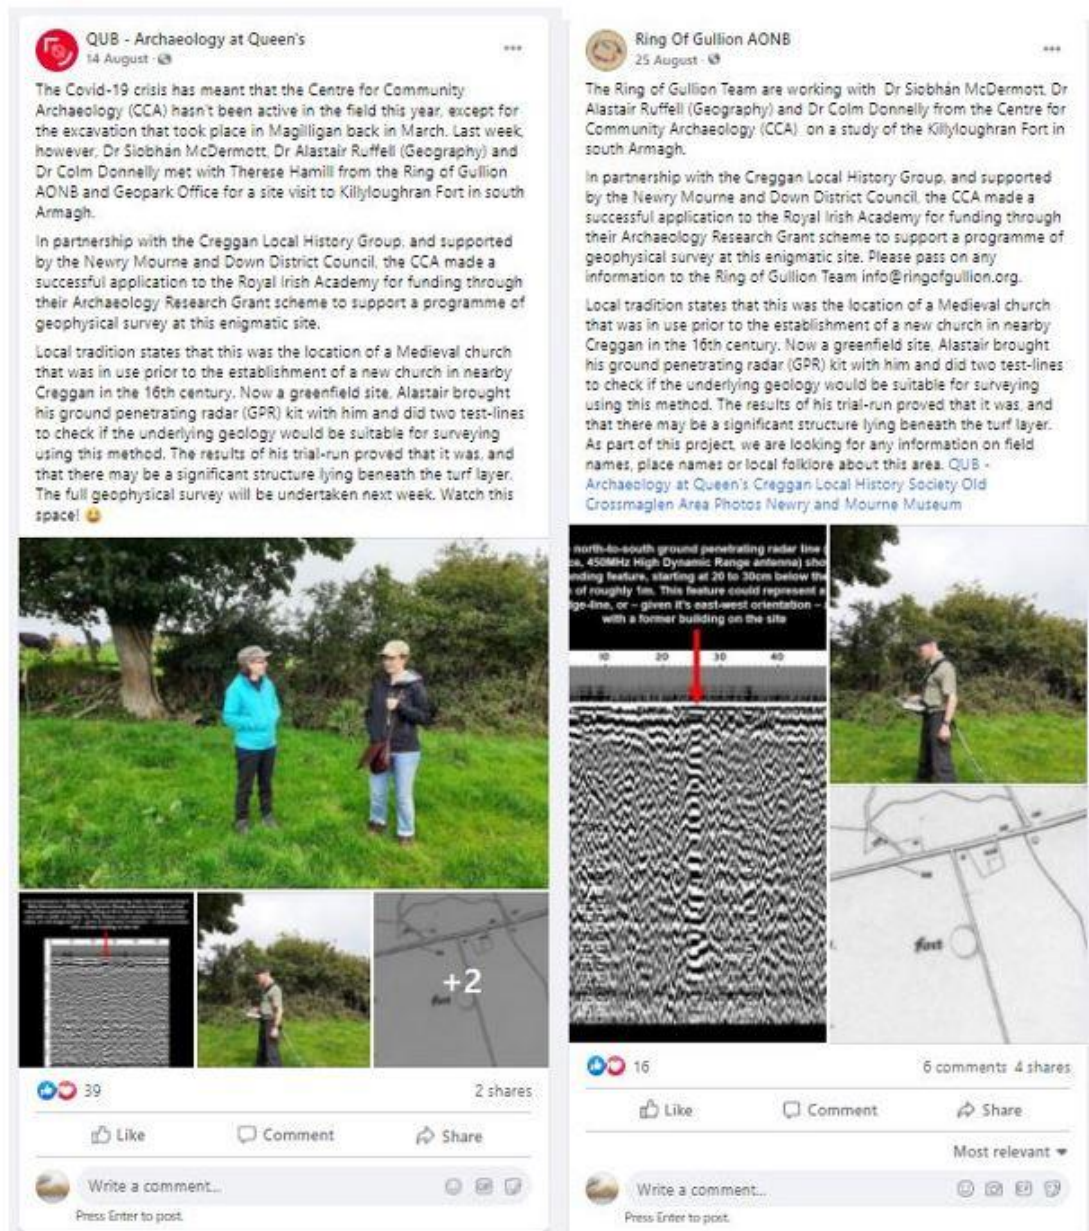 QUB - Archaeology at Queen's
14 August
The Covid-19 crisis has meant that the Centre for Community
Archaeology (CCA) hasn't been active in the field this year, except for
the excavation that took place in Magilligan back in March. Last week,
however, Dr Siobhán McDermott, Dr Alastair Ruffell (Geography) and
Dr Colm Donnelly met with Therese Hamill from the Ring of Gullion
AONB and Geopark Office for a site visit to Killyloughran Fort in south
Armagh.
In partnership with the Creggan Local History Group, and supported
by the Newry Mourne and Down District Council, the CCA made a
successful application to the Royal Irish Academy for funding through
their Archaeology Research Grant scheme to support a programme of
geophysical survey at this enigmatic site.
Local tradition states that this was the location of a Medieval church
that was in use prior to the establishment of a new church in nearby
Creggan in the 16th century. Now a greenfield site, Alastair brought
his ground penetrating radar (GPR) kit with him and did two test-lines
to check if the underlying geology would be suitable for surveying
using this method. The results of his trial-run proved that it was, and
that there may be a significant structure lying beneath the turf layer.
The full geophysical survey will be undertaken next week. Watch this
space! 😀
+2
fort
39
2 shares
Like Comment Share
Write a comment...
Press Enter to post.
Ring Of Gullion AONB
25 August
The Ring of Gullion Team are working with Dr Siobhán McDermott, Dr
Alastair Ruffell (Geography) and Dr Colm Donnelly from the Centre for
Community Archaeology (CCA) on a study of the Killyloughran Fort in
south Armagh.
In partnership with the Creggan Local History Group, and supported
by the Newry Mourne and Down District Council, the CCA made a
successful application to the Royal Irish Academy for funding through
their Archaeology Research Grant scheme to support a programme of
geophysical survey at this enigmatic site. Please pass on any
information to the Ring of Gullion Team info@ringofgullion.org.
Local tradition states that this was the location of a Medieval church
that was in use prior to the establishment of a new church in nearby
Creggan in the 16th century. Now a greenfield site, Alastair brought
his ground penetrating radar (GPR) kit with him and did two test-lines
to check if the underlying geology would be suitable for surveying
using this method. The results of his trial-run proved that it was, and
that there may be a significant structure lying beneath the turf layer.
As part of this project, we are looking for any information on field
names, place names or local folklore about this area. QUB -
Archaeology at Queen's Creggan Local History Society Old
Crossmaglen Area Photos Newry and Mourne Museum
north-to-south ground penetrating radar line
450MHz High Dynamic Range antenna) sho
nding feature, starting at 20 to 30cm below the
of roughly 1m. This feature could represent a
ge-line, or – given it's east-west orientation –
with a former building on the site
10 20 30 40
fort
16
6 comments 4 shares
Like Comment Share
Most relevant
Write a comment...
Press Enter to post.